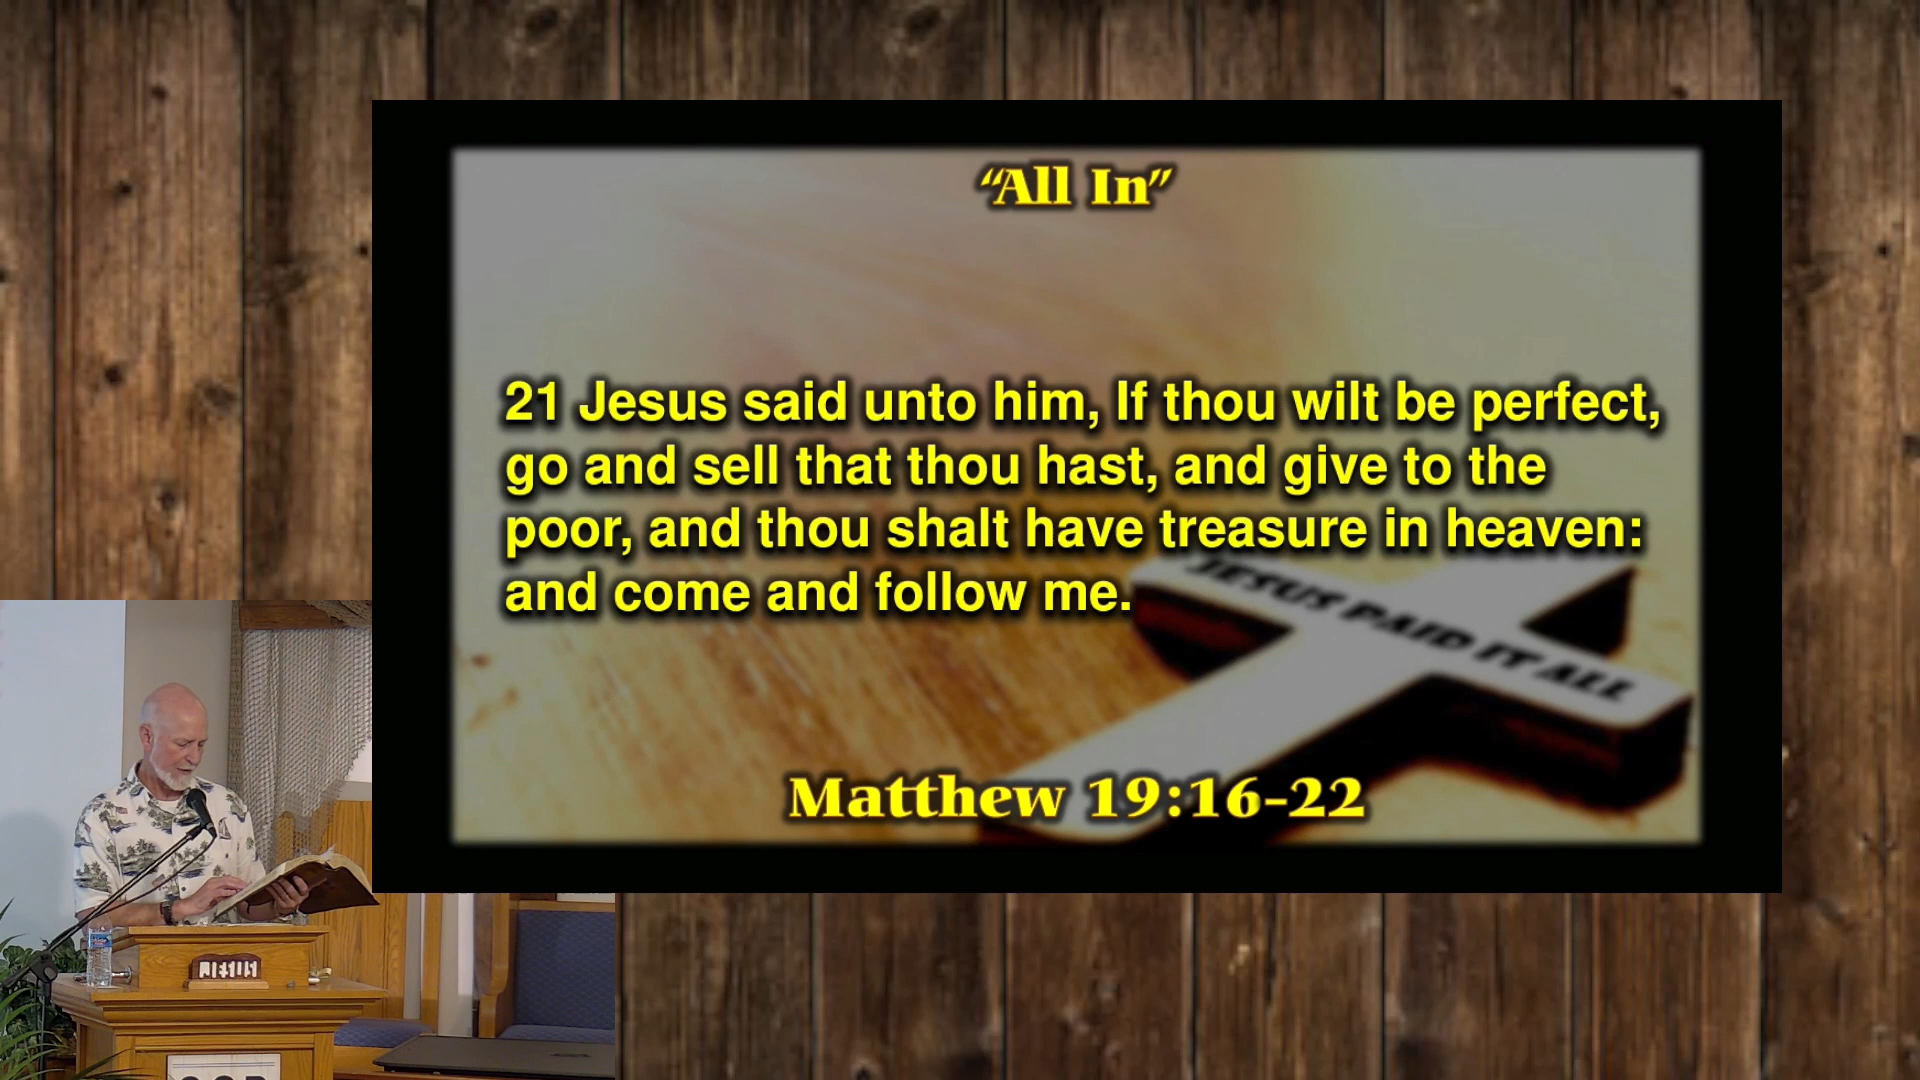 “All In”
21 Jesus said unto him, If thou wilt be perfect,
go and sell that thou hast, and give to the
poor, and thou shalt have treasure in heaven:
and come and follow me.
JESUS PAID IT ALL
Matthew 19:16-22